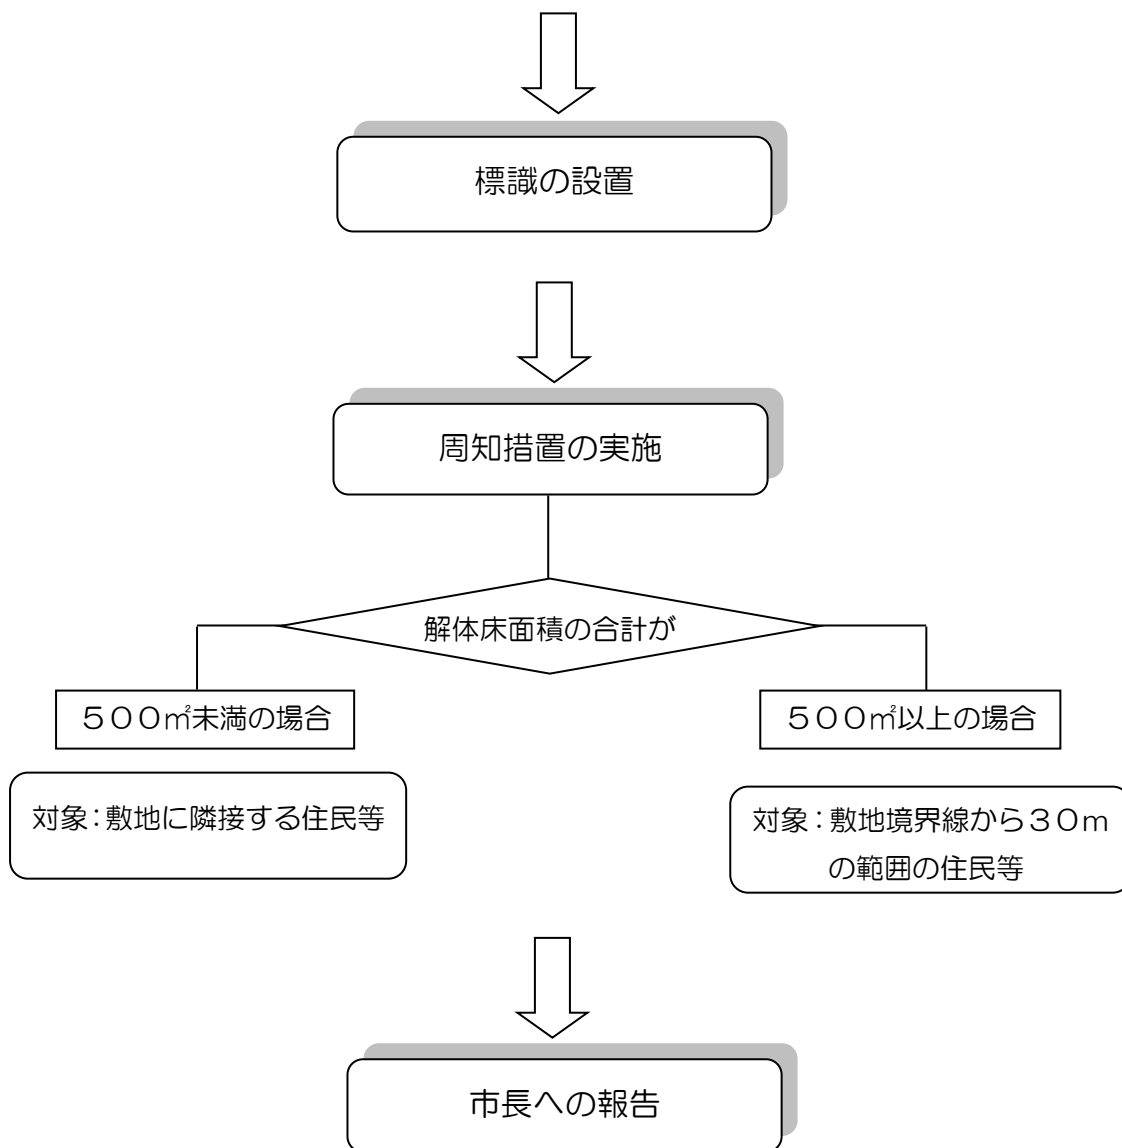 標識の設置
周知措置の実施
解体床面積の合計が
５００㎡未満の場合
５００㎡以上の場合
対象：敷地に隣接する住民等
対象：敷地境界線から３０ｍ
の範囲の住民等
市長への報告